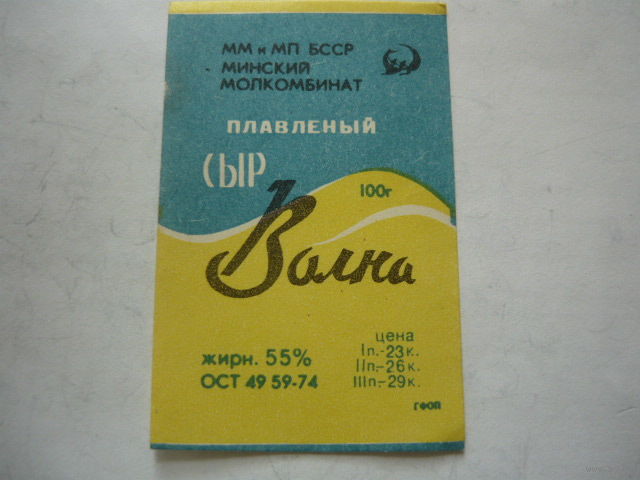 ММ и МП БССР
МИНСКИЙ
МОЛКОМБИНАТ
ПЛАВЛЕНЫЙ
СЫР
100г
Волна
цена
жирн. 55%
Iп.-23к.
IIп.-26к.
ОСТ 49 59-74
IIIп.-29к.
ГФОП